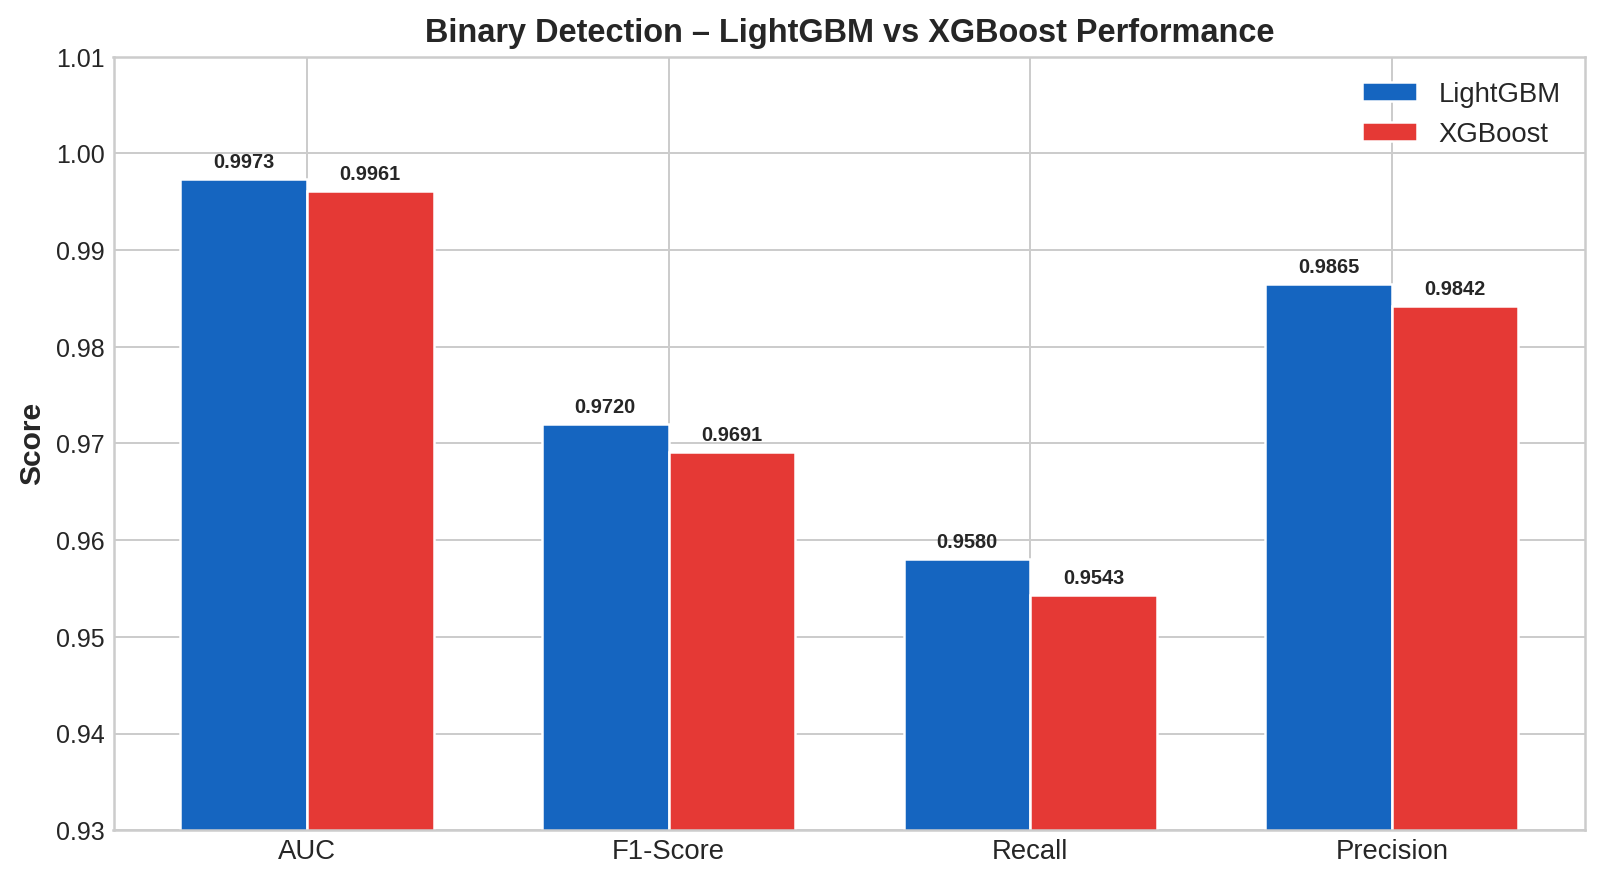 Binary Detection – LightGBM vs XGBoost Performance
1.01
1.00
0.99
0.98
0.97
0.96
0.95
0.94
0.93
Score
LightGBM
XGBoost
0.9973
0.9961
0.9720
0.9691
0.9580
0.9543
0.9865
0.9842
AUC
F1-Score
Recall
Precision